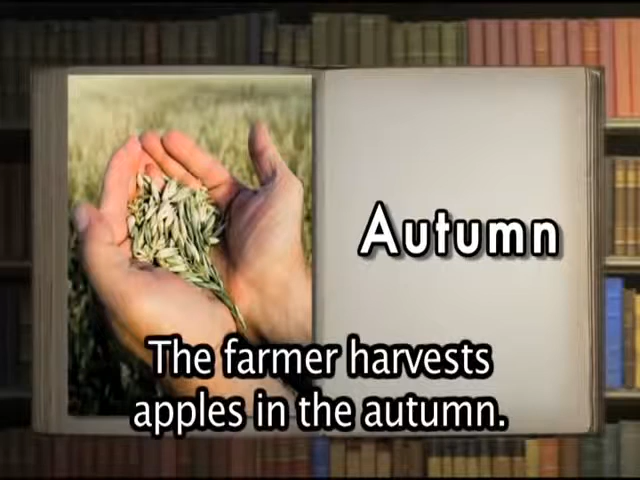 Autumn
The farmer harvests
apples in the autumn.